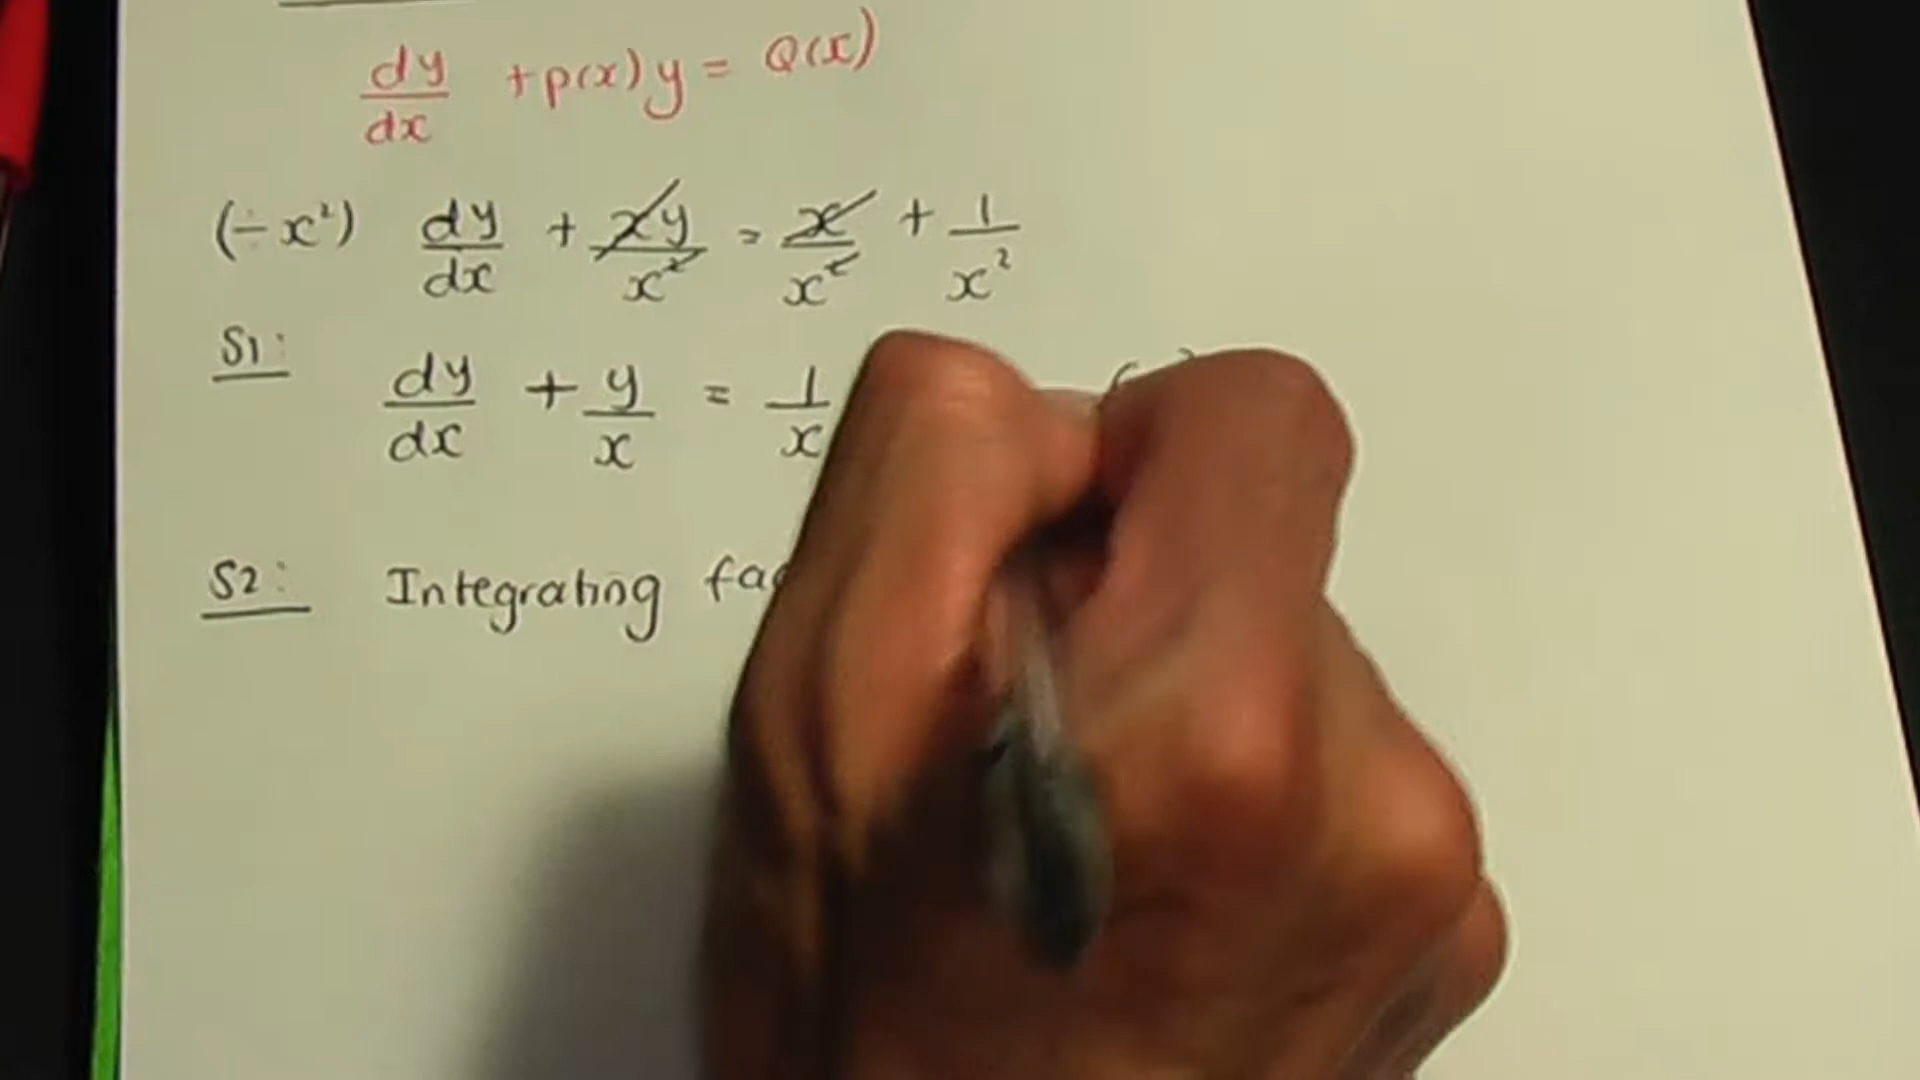 dy/dx + p(x)y = Q(x)
(÷x²) dy/dx + xy/x² = x/x² + 1/x²
S1: dy/dx + y/x = 1/x
S2: Integrating